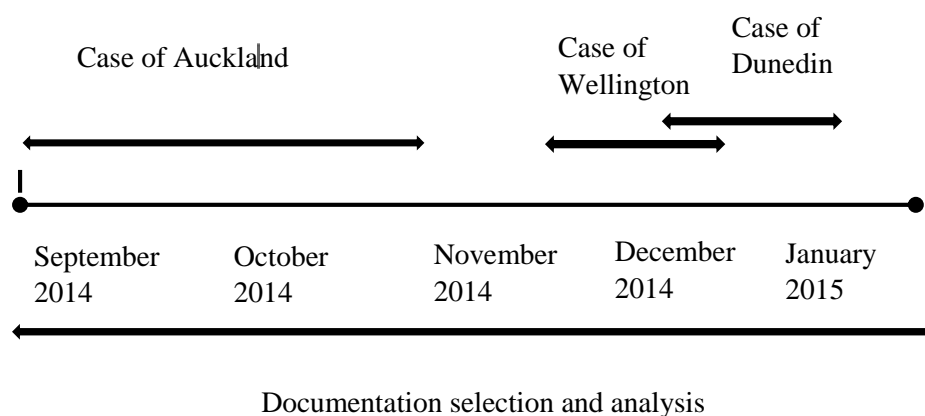 Case of Auckland
Case of
Wellington
Case of
Dunedin
September
2014
October
2014
November
2014
December
2014
January
2015
Documentation selection and analysis